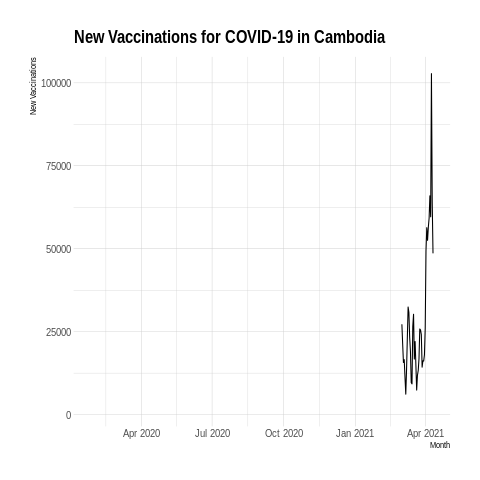 New Vaccinations for COVID-19 in Cambodia
New Vaccinations
100000
75000
50000
25000
0
Apr 2020 Jul 2020 Oct 2020 Jan 2021 Apr 2021
Month